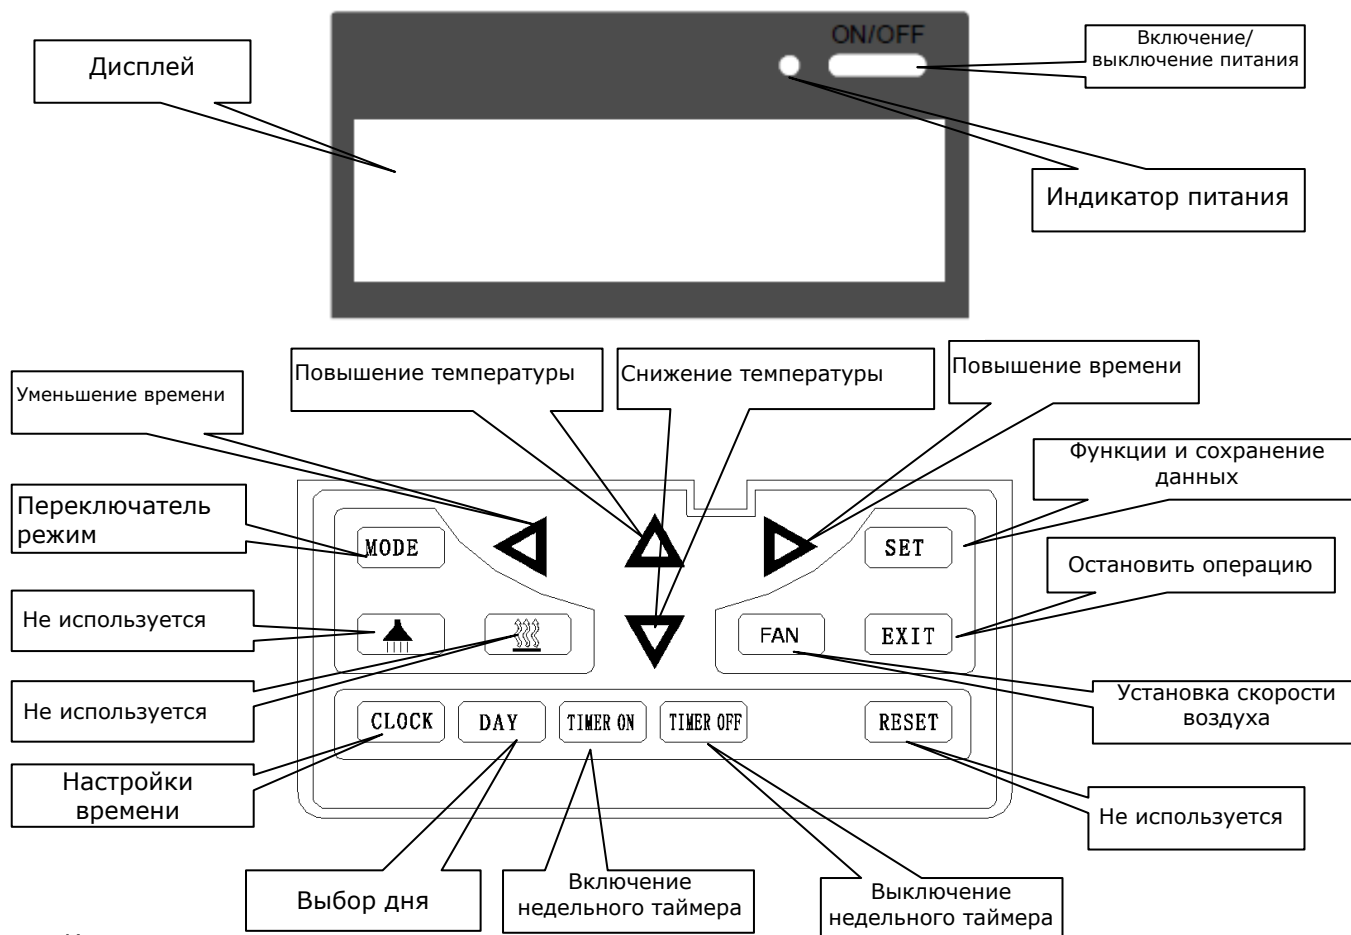 ON/OFF
Дисплей
Включение/
выключение питания
Индикатор питания
Уменьшение времени
Повышение температуры
Снижение температуры
Повышение времени
Функции и сохранение
данных
Переключатель
режим
MODE
SET
Остановить операцию
Не используется
FAN
EXIT
Не используется
Установка скорости
воздуха
CLOCK
DAY
TIMER ON
TIMER OFF
RESET
Настройки
времени
Не используется
Выбор дня
Включение
недельного таймера
Выключение
недельного таймера